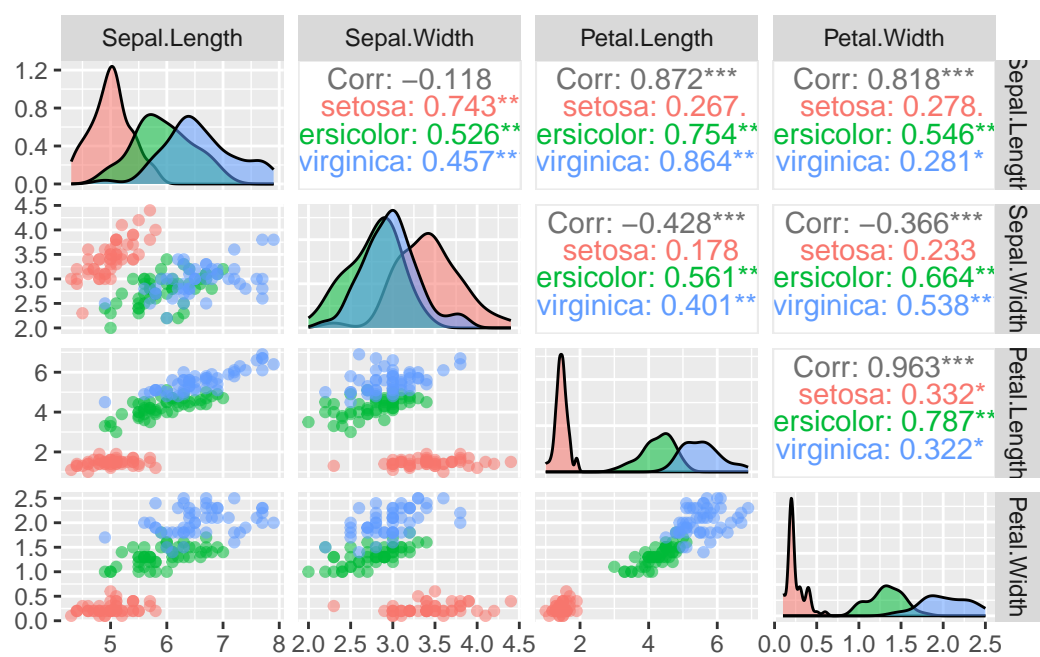 Sepal.Length Sepal.Width Petal.Length Petal.Width
1.2
0.8
0.4
0.0
Corr: −0.118
setosa: 0.743**
ersicolor: 0.526**
virginica: 0.457**
Corr: 0.872***
setosa: 0.267.
ersicolor: 0.754**
virginica: 0.864**
Corr: 0.818***
setosa: 0.278.
ersicolor: 0.546**
virginica: 0.281*
Sepal.Length
4.5
4.0
3.5
3.0
2.5
2.0
Corr: −0.428***
setosa: 0.178
ersicolor: 0.561**
virginica: 0.401**
Corr: −0.366***
setosa: 0.233
ersicolor: 0.664**
virginica: 0.538**
Sepal.Width
6
4
2
Corr: 0.963***
setosa: 0.332*
ersicolor: 0.787**
virginica: 0.322*
Petal.Length
2.5
2.0
1.5
1.0
0.5
0.0
Petal.Width
5 6 7 8 2.0 2.5 3.0 3.5 4.0 4.5 2 4 6 0.0 0.5 1.0 1.5 2.0 2.5